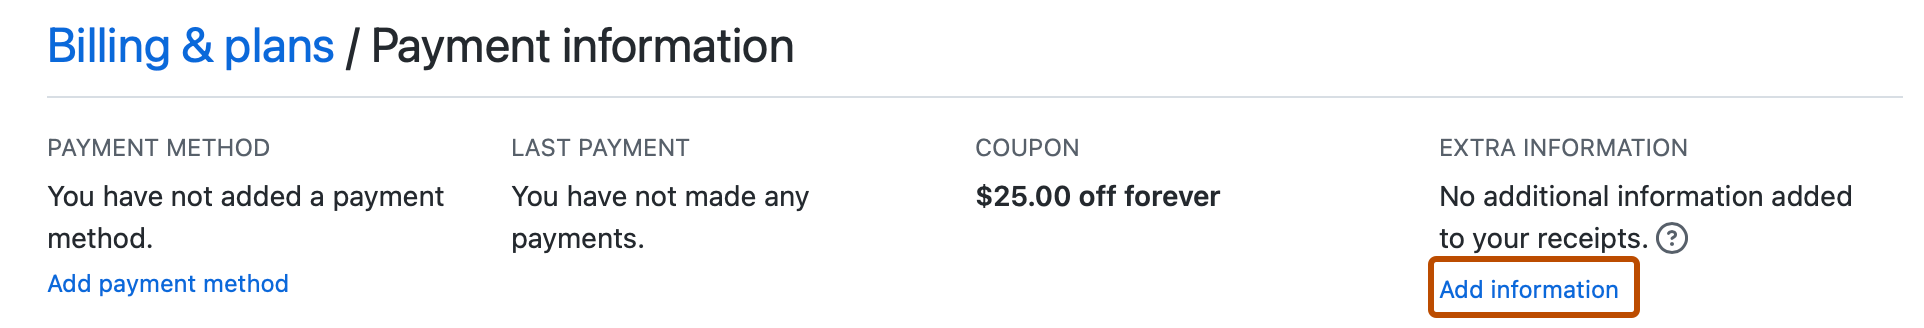 Billing & plans / Payment information
PAYMENT METHOD
You have not added a payment
method.
Add payment method
LAST PAYMENT
You have not made any
payments.
COUPON
$25.00 off forever
EXTRA INFORMATION
No additional information added
to your receipts. ?
Add information